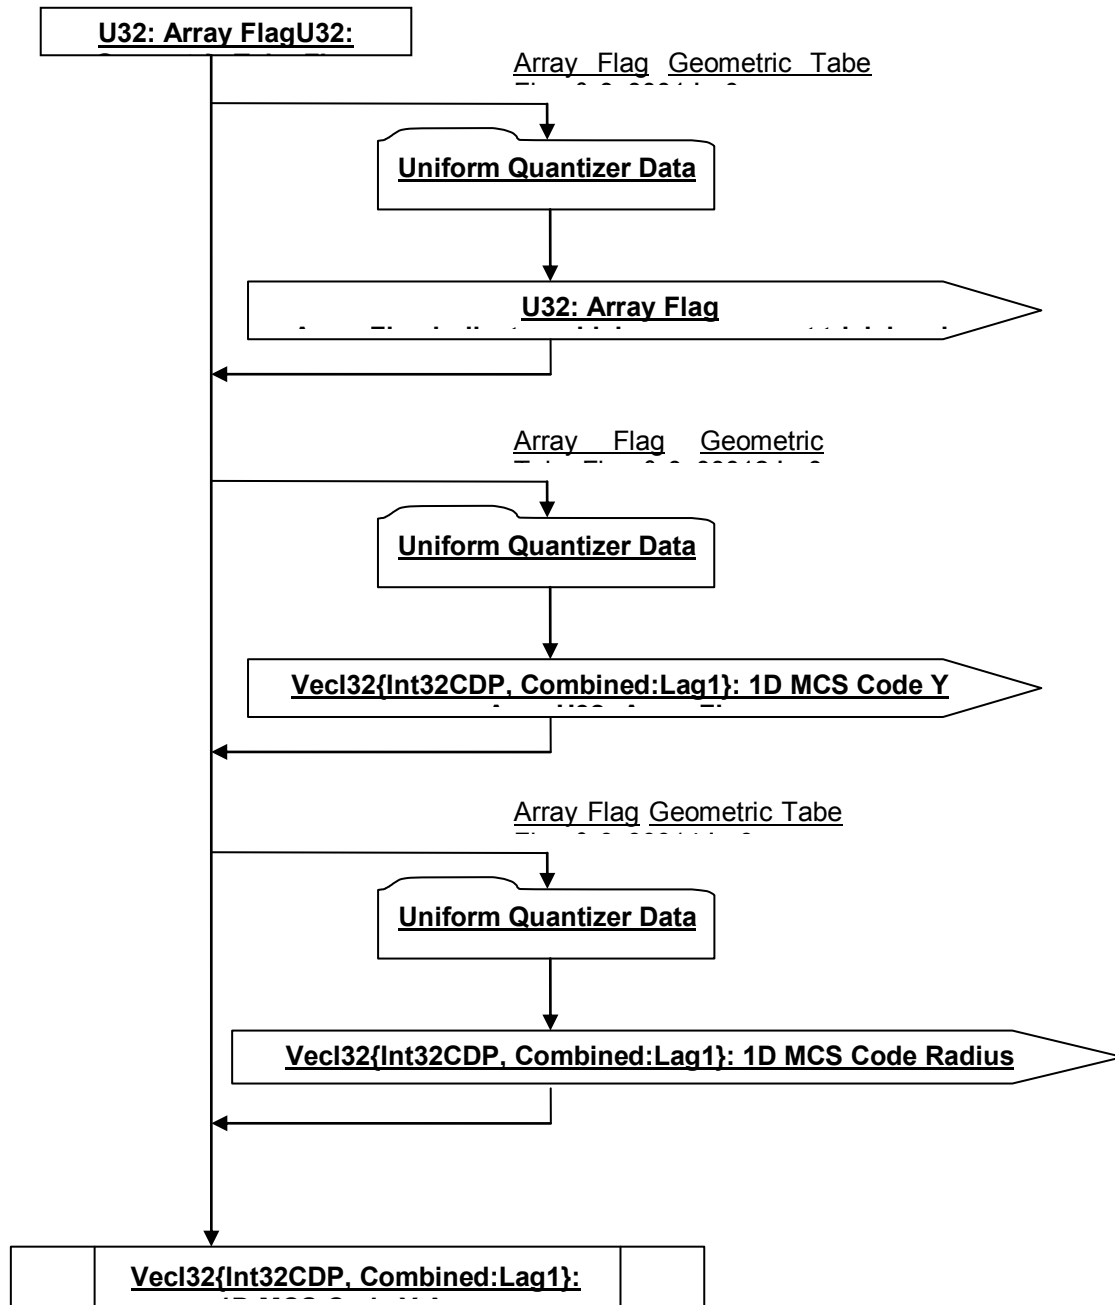 U32: Array FlagU32:
Array Flag Geometric Tabe
Uniform Quantizer Data
U32: Array Flag
Array Flag Geometric
Uniform Quantizer Data
VecI32{Int32CDP, Combined:Lag1}: 1D MCS Code Y
Array Flag Geometric Tabe
Uniform Quantizer Data
VecI32{Int32CDP, Combined:Lag1}: 1D MCS Code Radius
VecI32{Int32CDP, Combined:Lag1}: